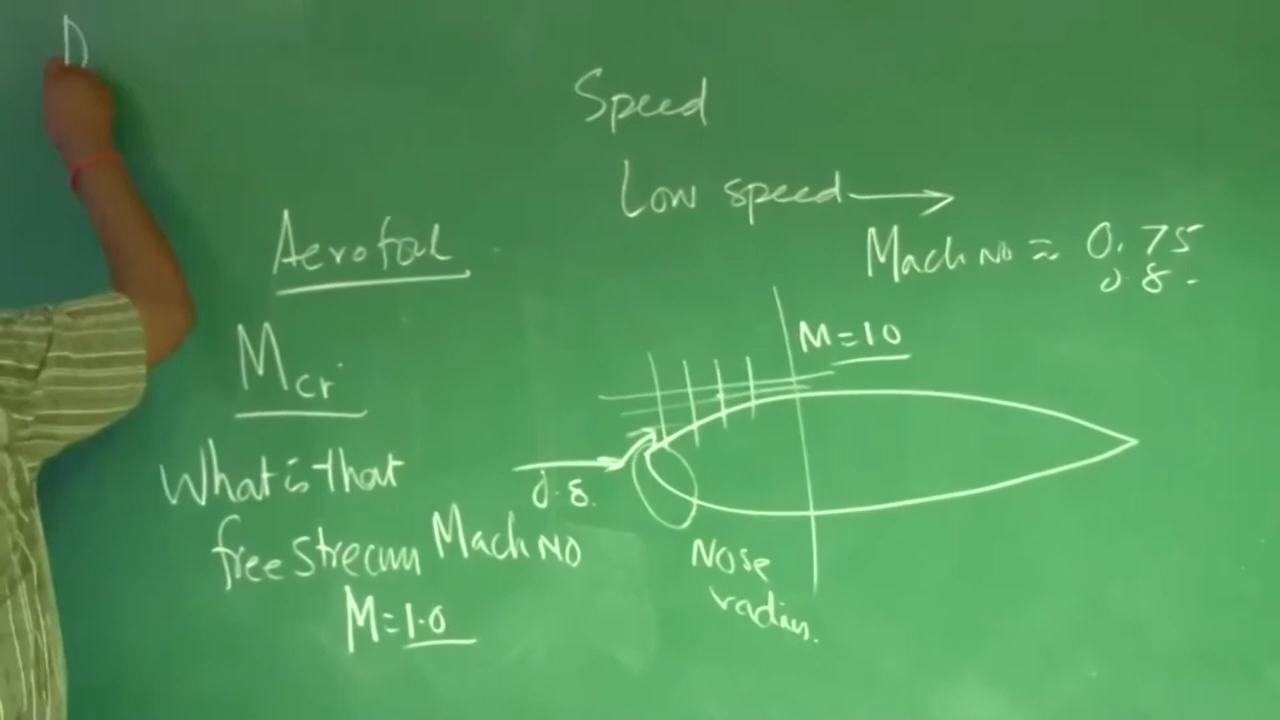 D
Speed
Low speed →
Mach No ≈ 0.75
0.8.
Aerofoil
Mcr
M=1.0
What is that
free stream Mach No
M=1.0
0.8.
Nose
radius.